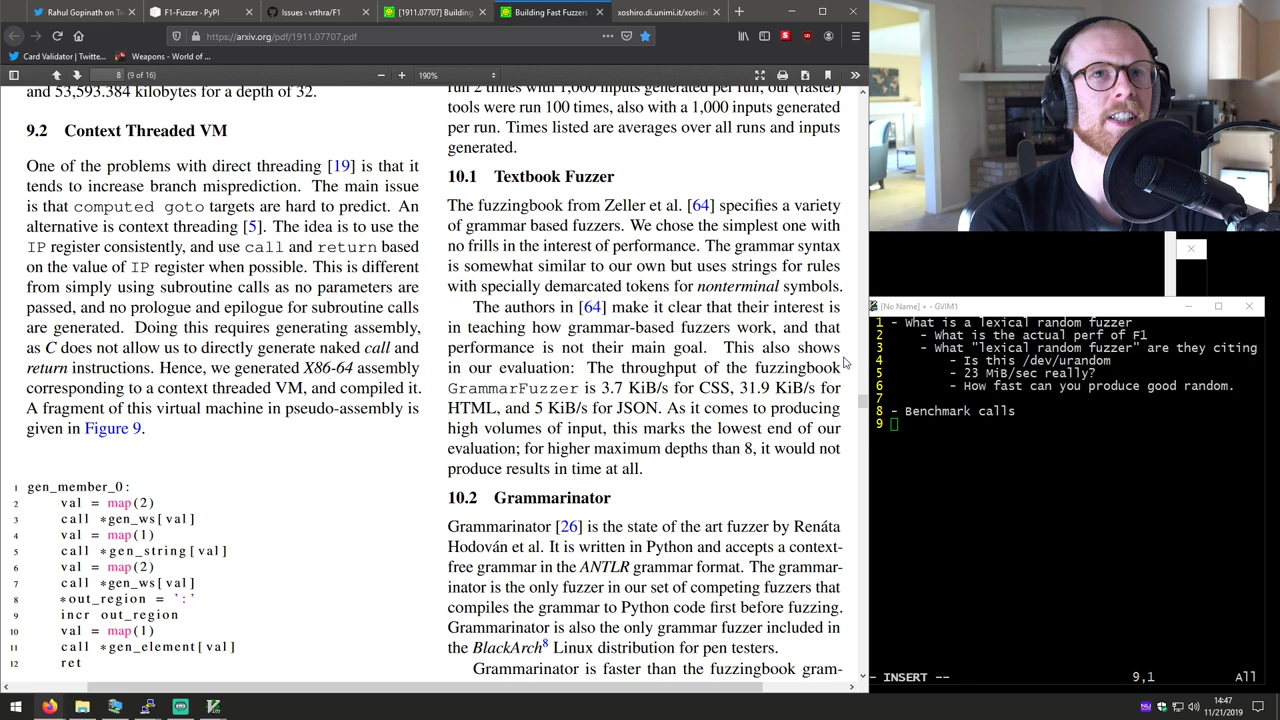 Rahul Gopinath on Tw
F1-Fuzzer · PyPI
Issues · vrthra/F1
[1911.07707] Building
Building Fast Fuzzers
xoshiro.di.unimi.it/xoshiro
https://arxiv.org/pdf/1911.07707.pdf
Card Validator | Twitte...
Weapons - World of ...
8 (9 of 16)
190%
and 53,593.384 kilobytes for a depth of 32.
9.2 Context Threaded VM
One of the problems with direct threading [19] is that it
tends to increase branch misprediction. The main issue
is that computed goto targets are hard to predict. An
alternative is context threading [5]. The idea is to use the
IP register consistently, and use call and return based
on the value of IP register when possible. This is different
from simply using subroutine calls as no parameters are
passed, and no prologue and epilogue for subroutine calls
are generated. Doing this requires generating assembly,
as C does not allow us to directly generate naked call and
return instructions. Hence, we generated X86-64 assembly
corresponding to a context threaded VM, and compiled it.
A fragment of this virtual machine in pseudo-assembly is
given in Figure 9.
1 gen_member_0:
2 val = map(2)
3 call *gen_ws[val]
4 val = map(1)
5 call *gen_string[val]
6 val = map(2)
7 call *gen_ws[val]
8 *out_region = ':'
9 incr out_region
10 val = map(1)
11 call *gen_element[val]
12 ret
run 2 times with 1,000 inputs generated per run, our (faster)
tools were run 100 times, also with a 1,000 inputs generated
per run. Times listed are averages over all runs and inputs
generated.
10.1 Textbook Fuzzer
The fuzzingbook from Zeller et al. [64] specifies a variety
of grammar based fuzzers. We chose the simplest one with
no frills in the interest of performance. The grammar syntax
is somewhat similar to our own but uses strings for rules
with specially demarcated tokens for nonterminal symbols.
The authors in [64] make it clear that their interest is
in teaching how grammar-based fuzzers work, and that
performance is not their main goal. This also shows
in our evaluation: The throughput of the fuzzingbook
GrammarFuzzer is 3.7 KiB/s for CSS, 31.9 KiB/s for
HTML, and 5 KiB/s for JSON. As it comes to producing
high volumes of input, this marks the lowest end of our
evaluation; for higher maximum depths than 8, it would not
produce results in time at all.
10.2 Grammarinator
Grammarinator [26] is the state of the art fuzzer by Renáta
Hodován et al. It is written in Python and accepts a context-
free grammar in the ANTLR grammar format. The grammar-
inator is the only fuzzer in our set of competing fuzzers that
compiles the grammar to Python code first before fuzzing.
Grammarinator is also the only grammar fuzzer included in
the BlackArch8 Linux distribution for pen testers.
Grammarinator is faster than the fuzzingbook gram-
[No Name] + - GVIM1
1 - What is a lexical random fuzzer
2 - What is the actual perf of F1
3 - What "lexical random fuzzer" are they citing
4 - Is this /dev/urandom
5 - 23 MiB/sec really?
6 - How fast can you produce good random.
7
8 - Benchmark calls
9
- INSERT -- 9,1 All
14:47
11/21/2019